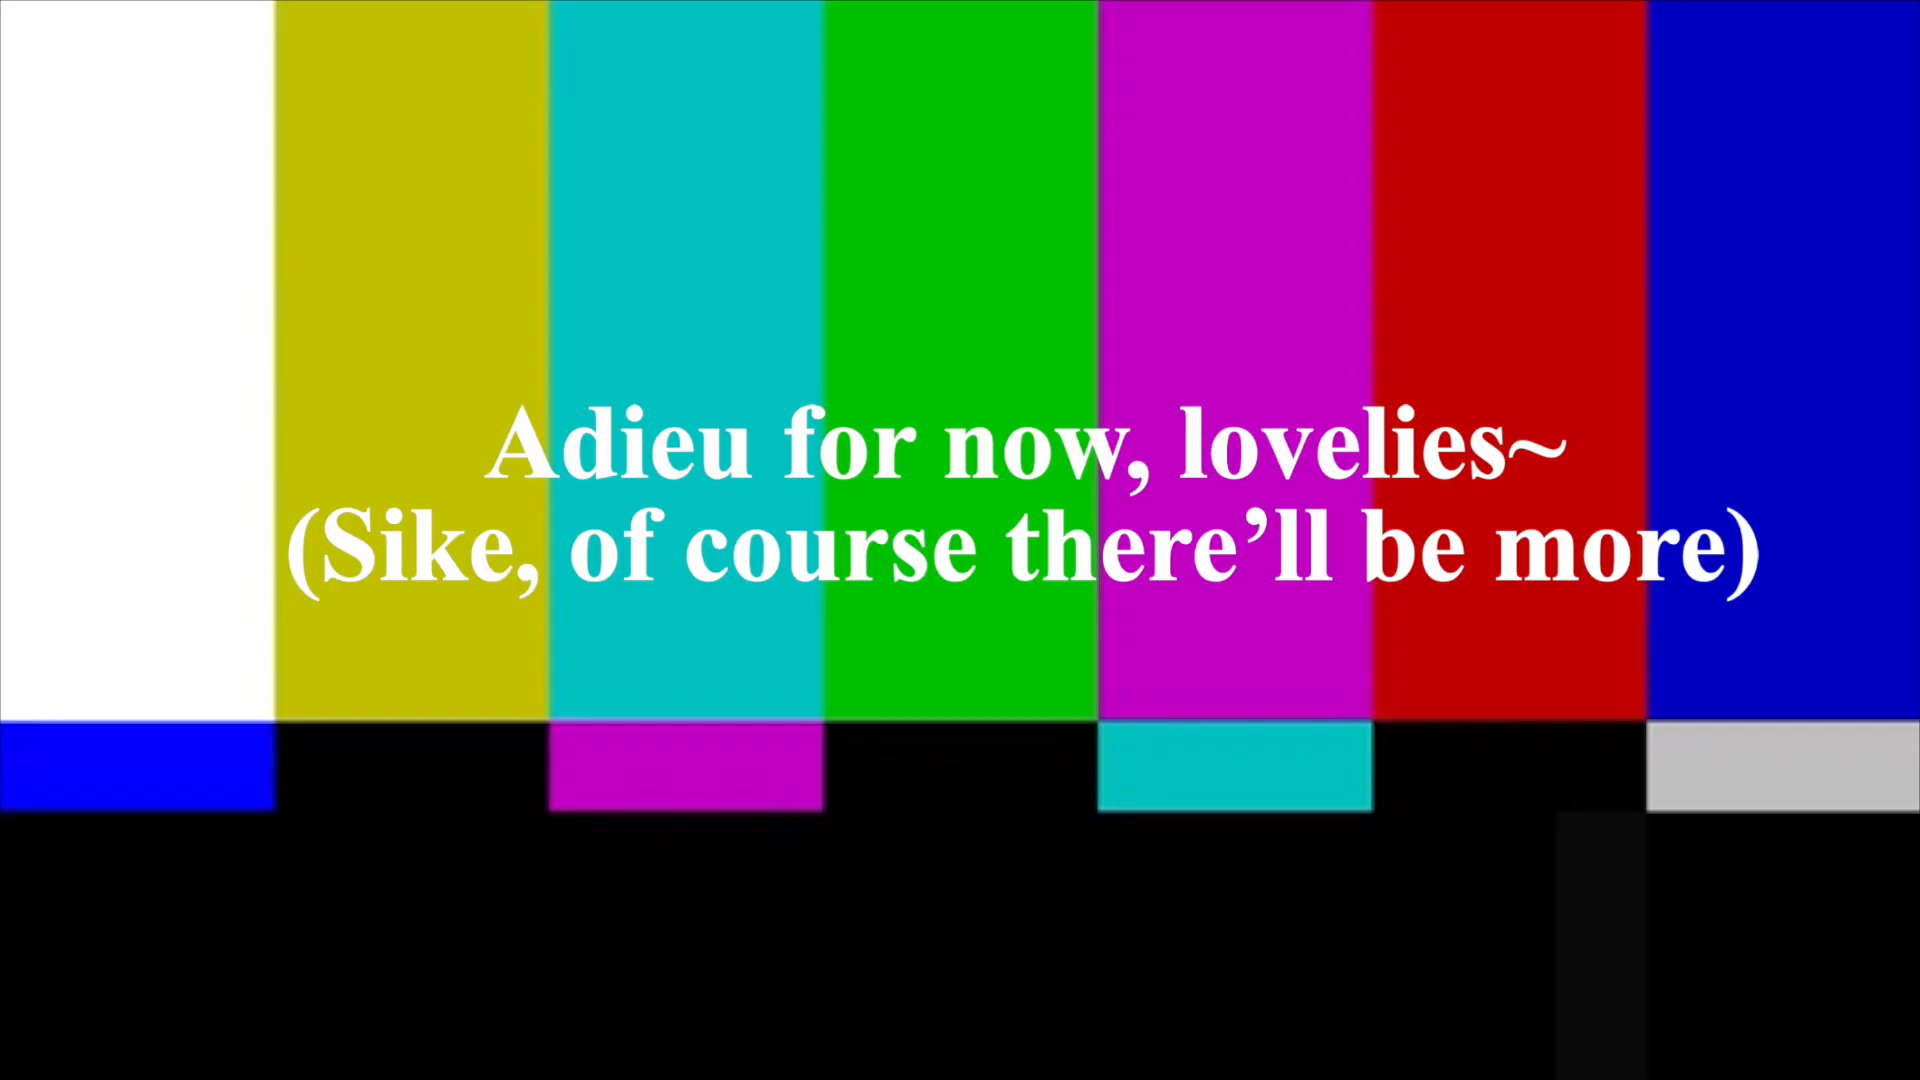 Adieu for now, lovelies~
(Sike, of course there’ll be more)